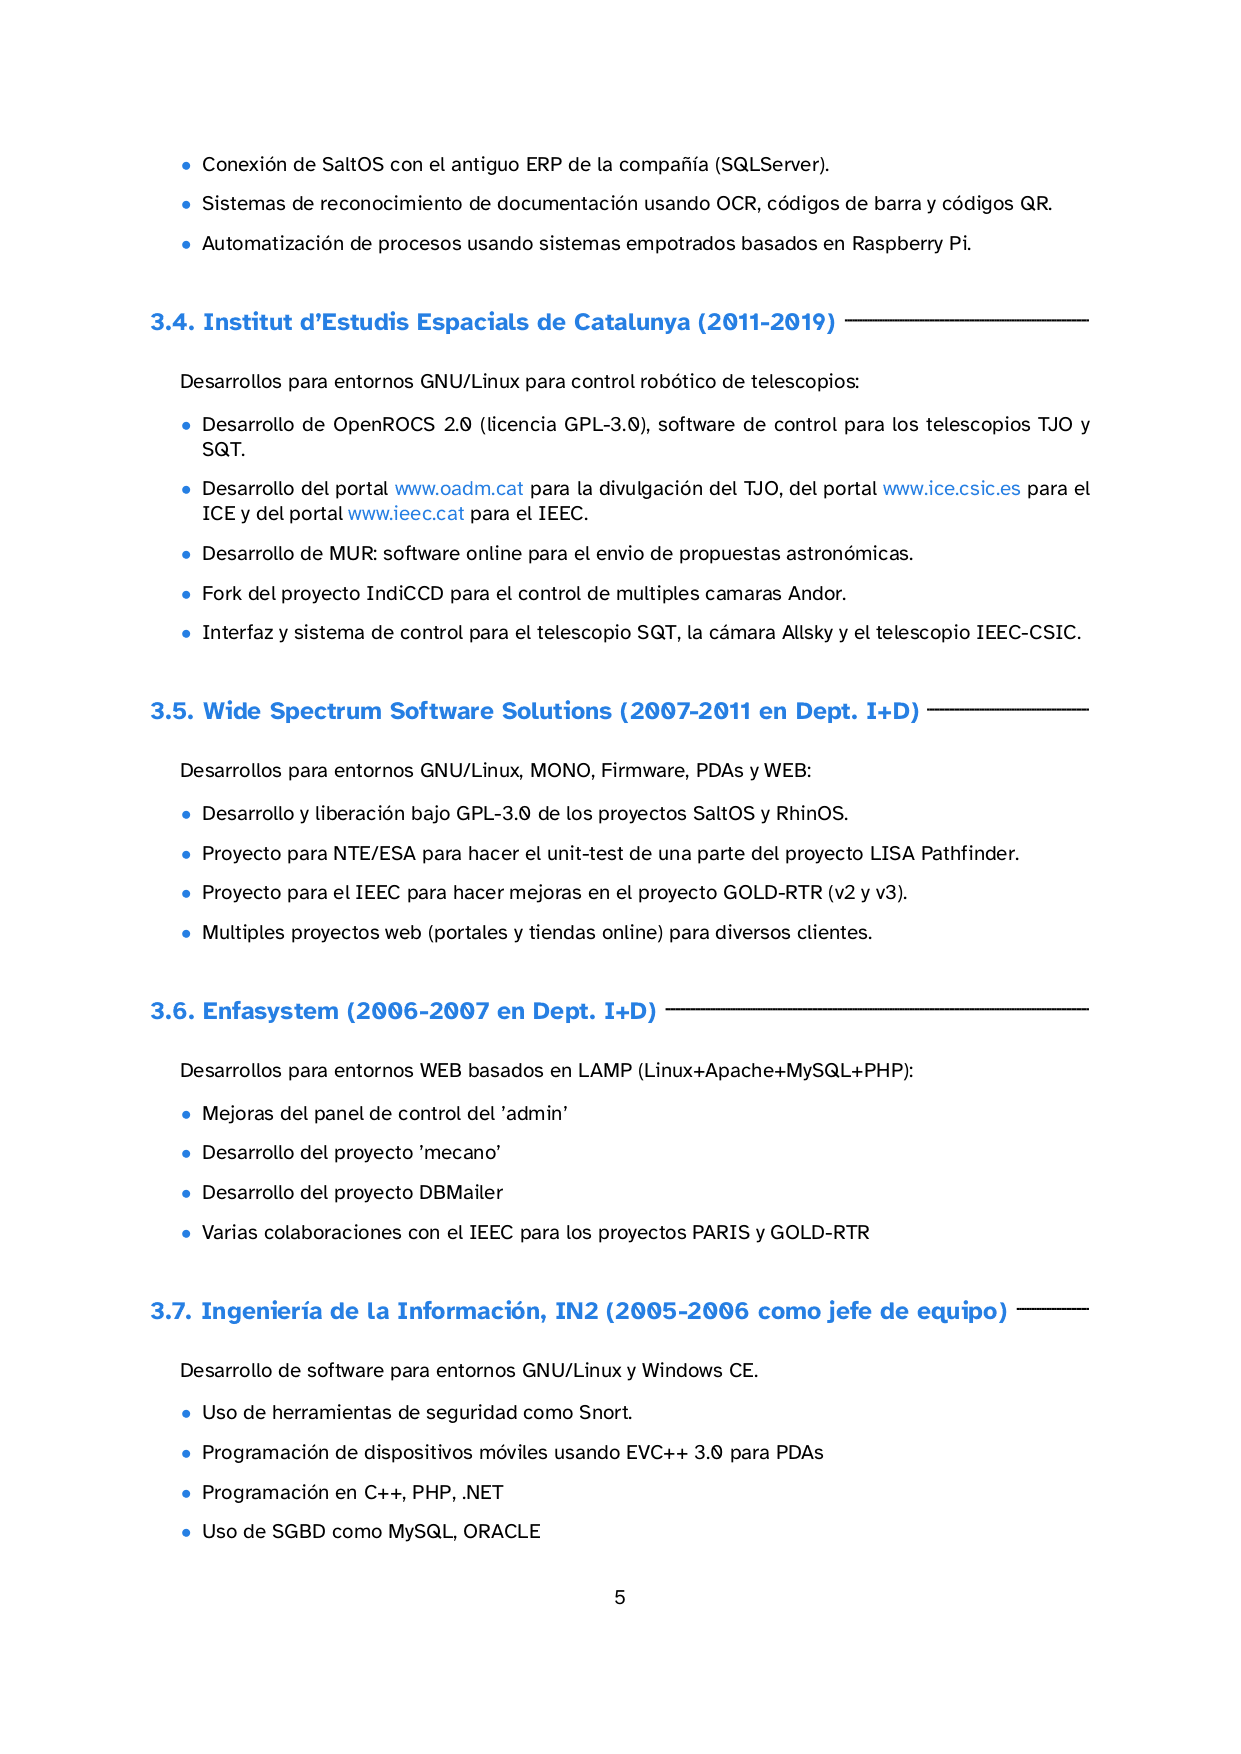 • Conexión de SaltOS con el antiguo ERP de la compañía (SQLServer).
• Sistemas de reconocimiento de documentación usando OCR, códigos de barra y códigos QR.
• Automatización de procesos usando sistemas empotrados basados en Raspberry Pi.
3.4. Institut d’Estudis Espacials de Catalunya (2011-2019)
Desarrollos para entornos GNU/Linux para control robótico de telescopios:
• Desarrollo de OpenROCS 2.0 (licencia GPL-3.0), software de control para los telescopios TJO y
SQT.
• Desarrollo del portal www.oadm.cat para la divulgación del TJO, del portal www.ice.csic.es para el
ICE y del portal www.ieec.cat para el IEEC.
• Desarrollo de MUR: software online para el envio de propuestas astronómicas.
• Fork del proyecto IndiCCD para el control de multiples camaras Andor.
• Interfaz y sistema de control para el telescopio SQT, la cámara Allsky y el telescopio IEEC-CSIC.
3.5. Wide Spectrum Software Solutions (2007-2011 en Dept. I+D)
Desarrollos para entornos GNU/Linux, MONO, Firmware, PDAs y WEB:
• Desarrollo y liberación bajo GPL-3.0 de los proyectos SaltOS y RhinOS.
• Proyecto para NTE/ESA para hacer el unit-test de una parte del proyecto LISA Pathfinder.
• Proyecto para el IEEC para hacer mejoras en el proyecto GOLD-RTR (v2 y v3).
• Multiples proyectos web (portales y tiendas online) para diversos clientes.
3.6. Enfasystem (2006-2007 en Dept. I+D)
Desarrollos para entornos WEB basados en LAMP (Linux+Apache+MySQL+PHP):
• Mejoras del panel de control del ’admin’
• Desarrollo del proyecto ’mecano’
• Desarrollo del proyecto DBMailer
• Varias colaboraciones con el IEEC para los proyectos PARIS y GOLD-RTR
3.7. Ingeniería de la Información, IN2 (2005-2006 como jefe de equipo)
Desarrollo de software para entornos GNU/Linux y Windows CE.
• Uso de herramientas de seguridad como Snort.
• Programación de dispositivos móviles usando EVC++ 3.0 para PDAs
• Programación en C++, PHP, .NET
• Uso de SGBD como MySQL, ORACLE
5